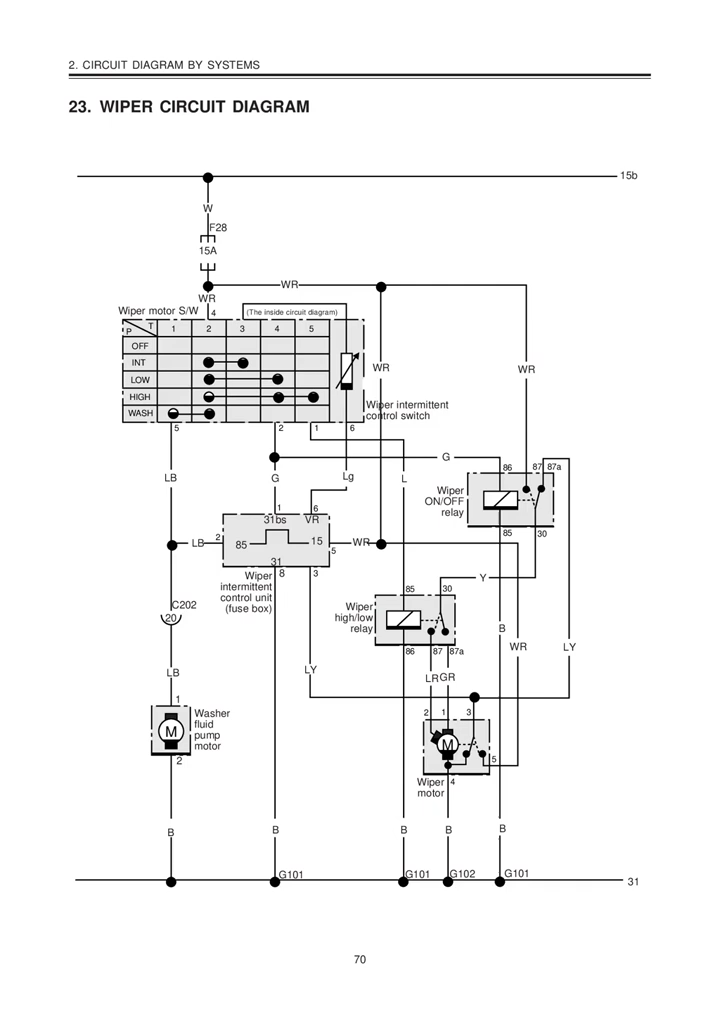 2. CIRCUIT DIAGRAM BY SYSTEMS
23. WIPER CIRCUIT DIAGRAM
15b
W
F28
15A
WR
WR
Wiper motor S/W
4
(The inside circuit diagram)
P T 1 2 3 4 5
OFF
INT
LOW
HIGH
WASH
WR
WR
Wiper intermittent
control switch
5 2 1 6
LB G Lg L G
86 87 87a
Wiper
ON/OFF
relay
85 30
1 6
31bs VR
LB 2 85 15 5 WR
31
8 3
Wiper
intermittent
control unit
(fuse box)
Y
85 30
Wiper
high/low
relay
86 87 87a
C202
20
B
WR LY
LB
LY
LR GR
1
Washer
fluid
pump
motor
M
2
2 1 3
M
5
Wiper
motor
4
B B B B B
G101 G101 G102 G101
31
70